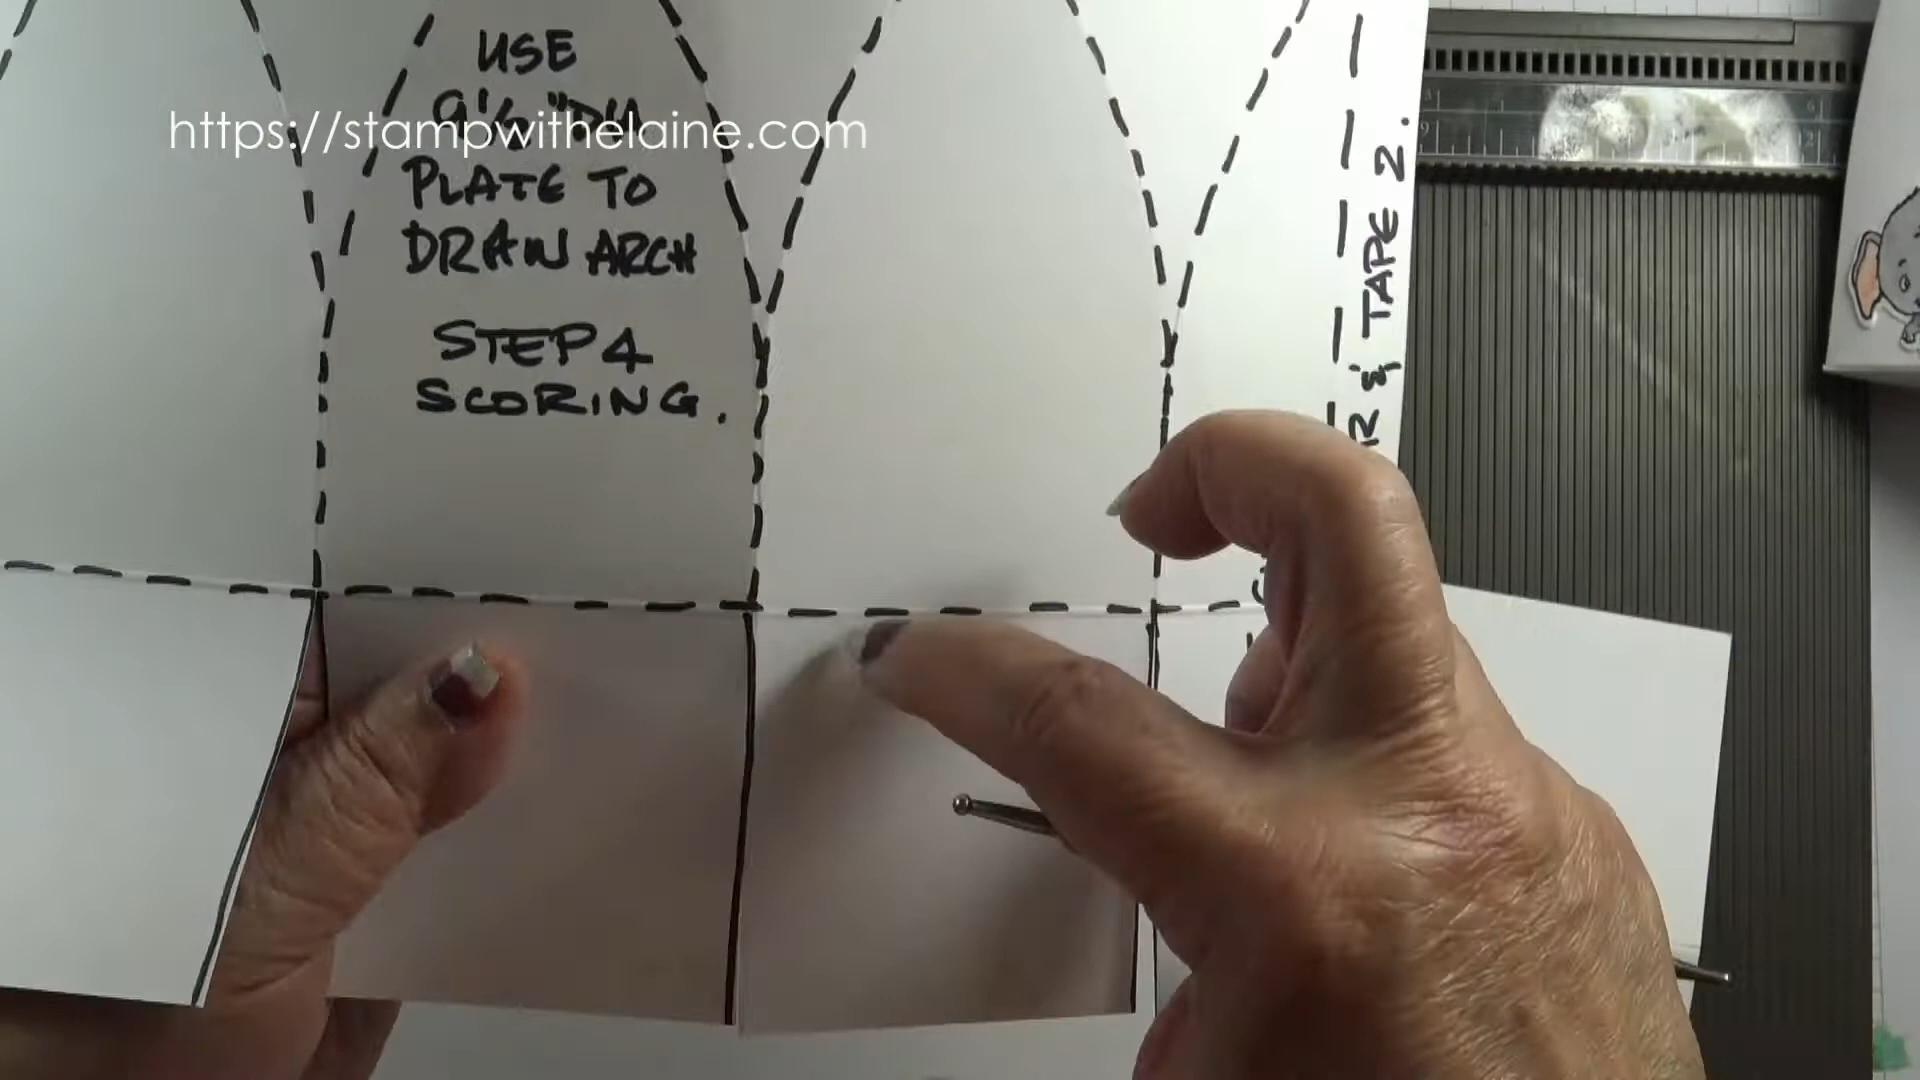 USE
https://stampwithelaine.com
PLATE TO
DRAW ARCH
STEP 4
SCORING.
& TAPE 2.